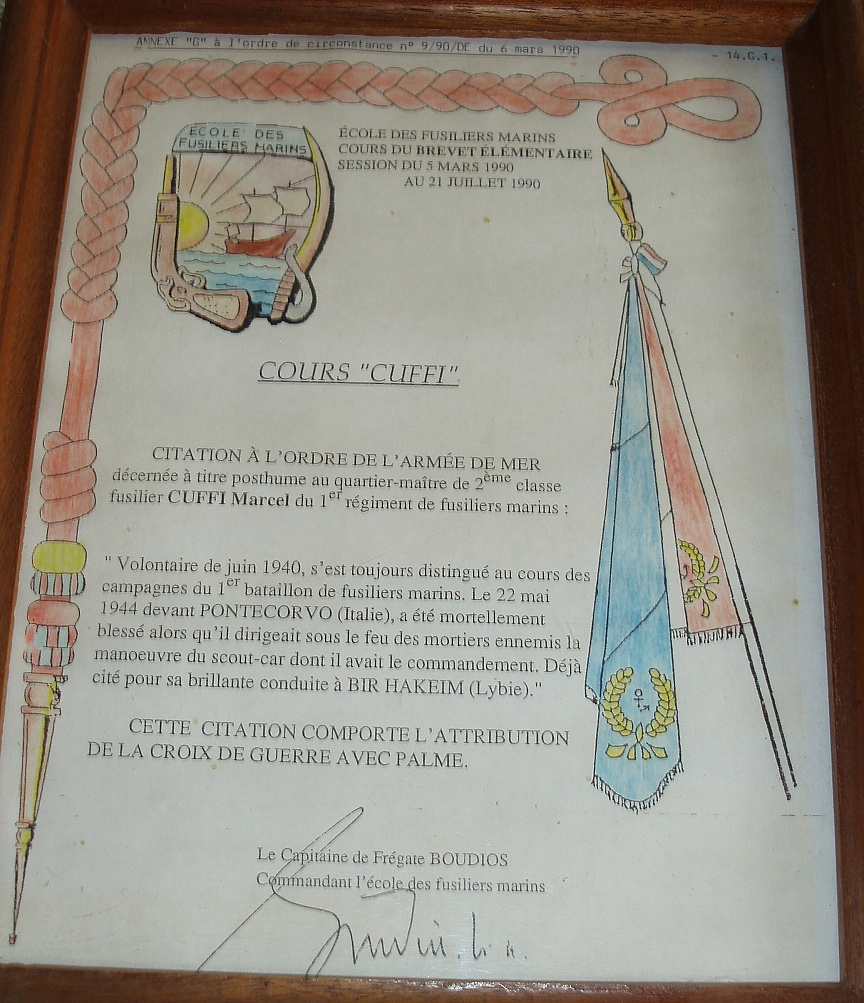 ANNEXE "G" à l'ordre de circonstance n° 9/90/DE du 6 mars 1990
- 14.G.1.
ÉCOLE DES
FUSILIERS MARINS
ÉCOLE DES FUSILIERS MARINS
COURS DU BREVET ÉLÉMENTAIRE
SESSION DU 5 MARS 1990
AU 21 JUILLET 1990
COURS "CUFFI"
CITATION À L'ORDRE DE L'ARMÉE DE MER
décernée à titre posthume au quartier-maître de 2ème classe
fusilier CUFFI Marcel du 1er régiment de fusiliers marins :
" Volontaire de juin 1940, s'est toujours distingué au cours des
campagnes du 1er bataillon de fusiliers marins. Le 22 mai
1944 devant PONTECORVO (Italie), a été mortellement
blessé alors qu'il dirigeait sous le feu des mortiers ennemis la
manoeuvre du scout-car dont il avait le commandement. Déjà
cité pour sa brillante conduite à BIR HAKEIM (Lybie)."
CETTE CITATION COMPORTE L'ATTRIBUTION
DE LA CROIX DE GUERRE AVEC PALME.
Le Capitaine de Frégate BOUDIOS
Commandant l'école des fusiliers marins